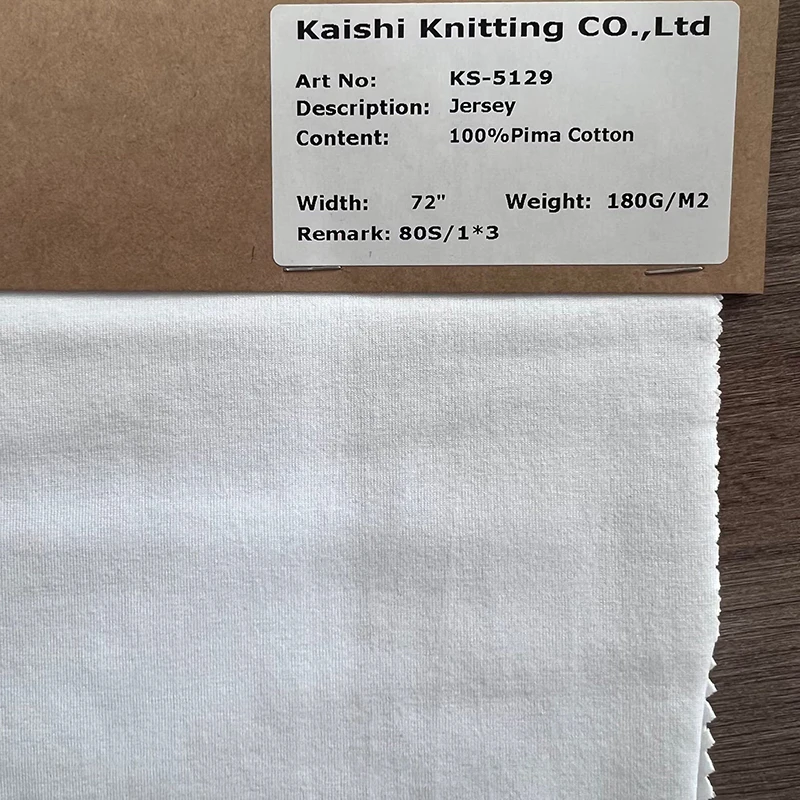 Kaishi Knitting CO.,Ltd
Art No: KS-5129
Description: Jersey
Content: 100%Pima Cotton
Width: 72" Weight: 180G/M2
Remark: 80S/1*3